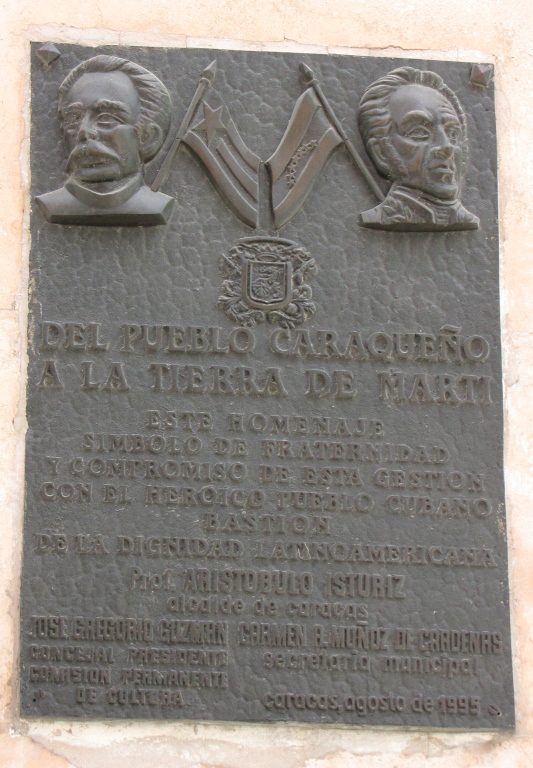 DEL PUEBLO CARAQUEÑO
A LA TIERRA DE MARTI
ESTE HOMENAJE
SIMBOLO DE FRATERNIDAD
Y COMPROMISO DE ESTA GESTION
CON EL HEROICO PUEBLO CUBANO
BASTION
DE LA DIGNIDAD LATINOAMERICANA
Prof. ARISTOBULO ISTURIZ
alcalde de caracas
JOSE GREGORIO GUZMAN
CONCEJAL PRESIDENTE
COMISION PERMANENTE
DE CULTURA
CARMEN A. MUÑOZ DE CARDENAS
secretaria municipal
caracas, agosto de 1995